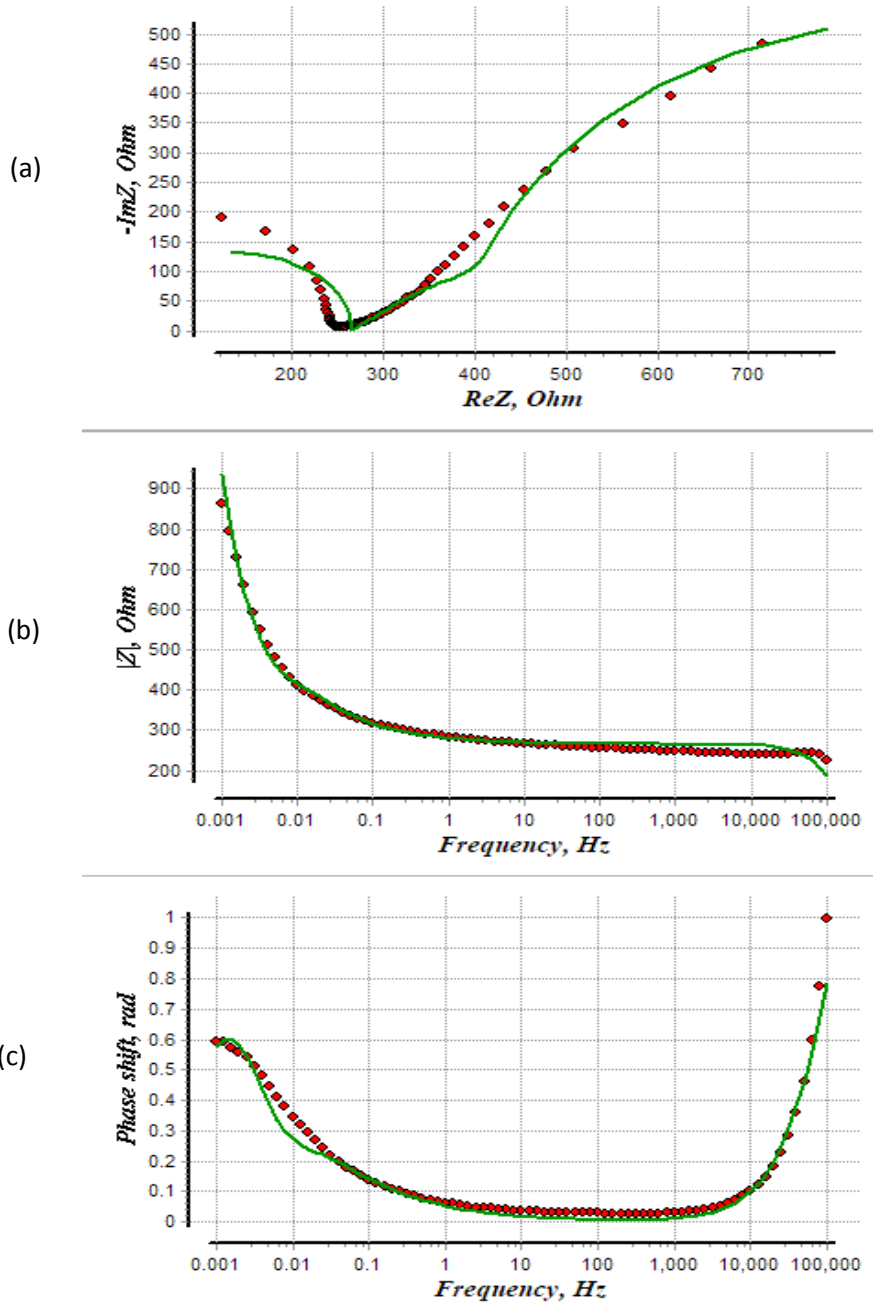 (a)
-ImZ, Ohm
500
450
400
350
300
250
200
150
100
50
0
200 300 400 500 600 700
ReZ, Ohm
(b)
|Z|, Ohm
900
800
700
600
500
400
300
200
0.001 0.01 0.1 1 10 100 1,000 10,000 100,000
Frequency, Hz
(c)
Phase shift, rad
1
0.9
0.8
0.7
0.6
0.5
0.4
0.3
0.2
0.1
0
0.001 0.01 0.1 1 10 100 1,000 10,000 100,000
Frequency, Hz